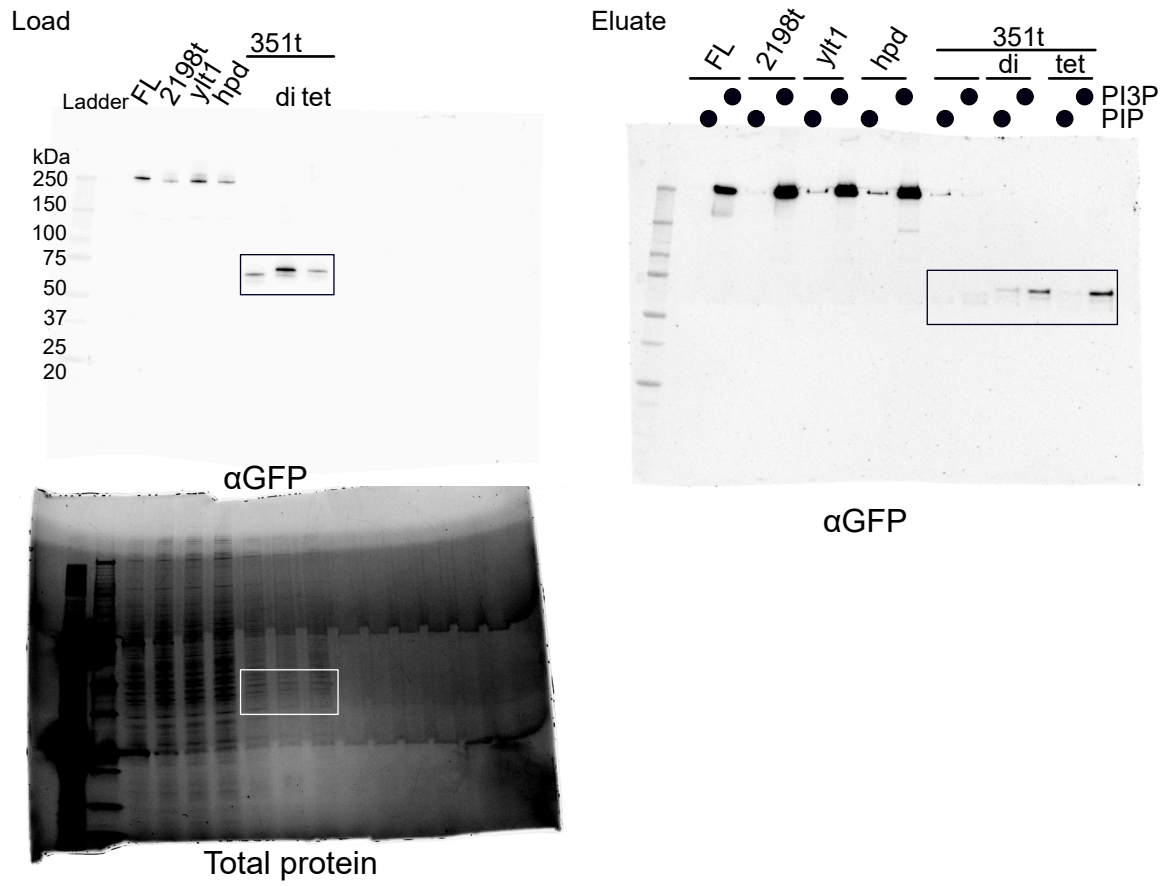 Load
Ladder FL 2198t ylt1 hpd 351t
di tet
kDa
250
150
100
75
50
37
25
20
αGFP
Total protein
Eluate
FL 2198t ylt1 hpd 351t
di tet
PI3P
PIP
αGFP